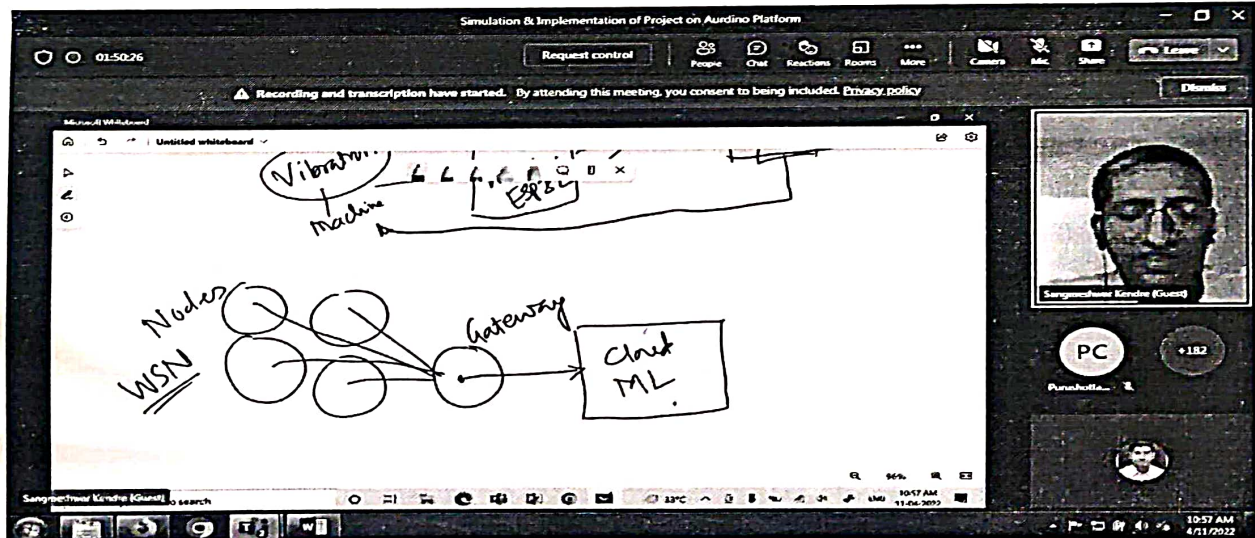 Simulation & Implementation of Project on Aurdino Platform
01:50:26
Request control
People
Chat
Reactions
Rooms
More
Camera
Mic
Share
Leave
Recording and transcription have started. By attending this meeting, you consent to being included. Privacy policy
Dismiss
Microsoft Whiteboard
Untitled whiteboard
Machine
ESP32
Nodes
WSN
Gateway
ML
Sangmeshwar Kendre (Guest)
PC
+182
Purushotta...
96%
Sangmeshwar Kendre (Guest)
o search
33°C
ENG
10:57 AM
11-04-2022
10:57 AM
4/11/2022